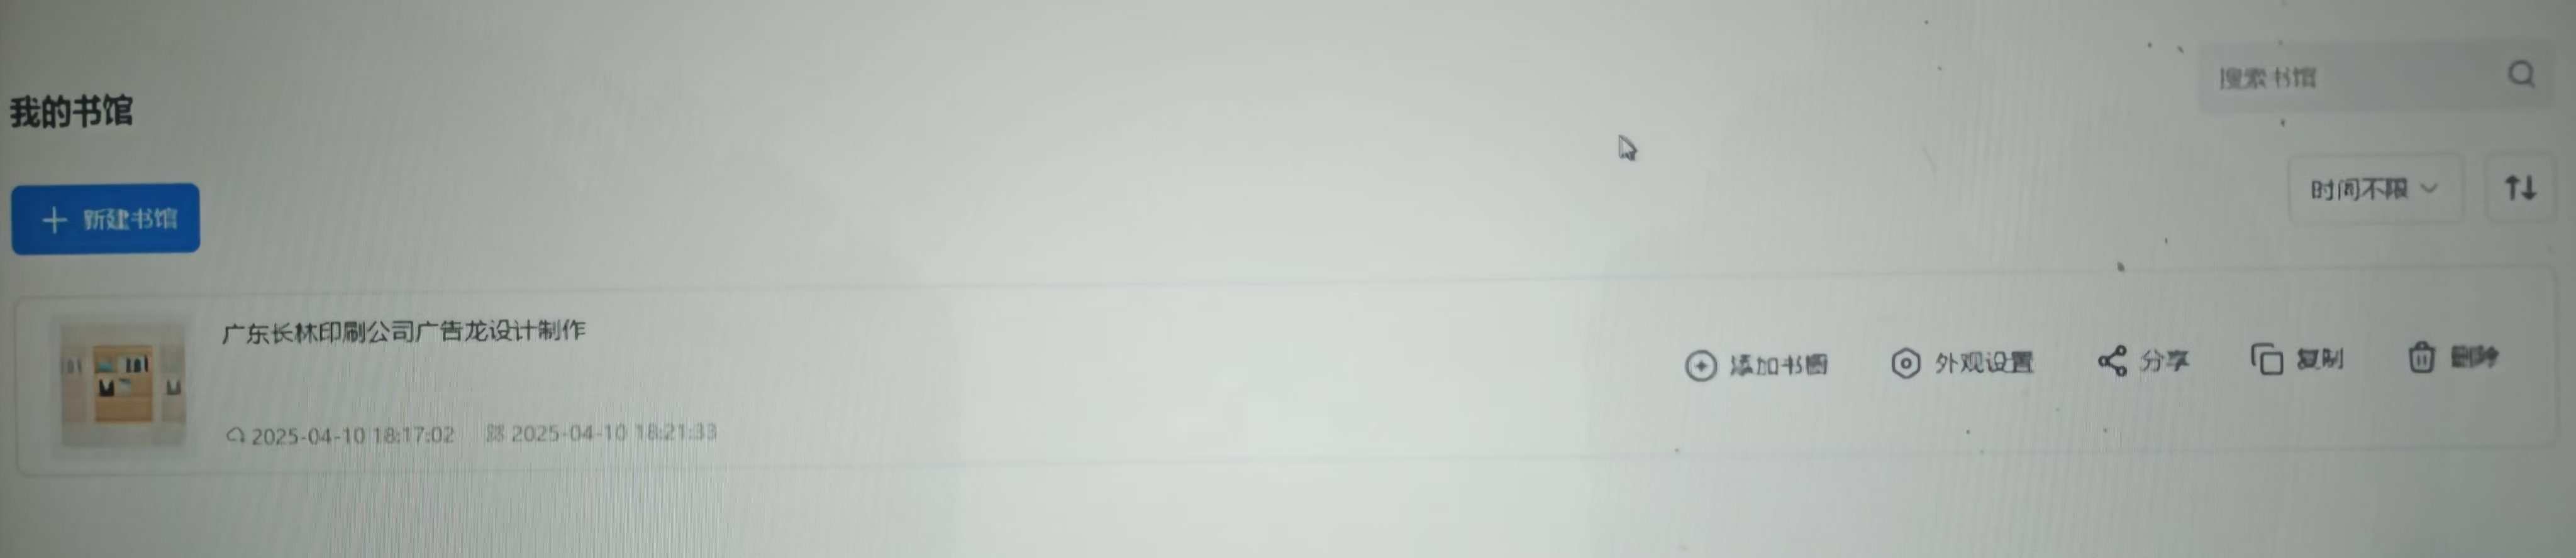 我的书馆
搜索书馆
新建书馆
时间不限
广东长林印刷公司广告龙设计制作
添加书橱
外观设置
分享
复制
删除
2025-04-10 18:17:02
2025-04-10 18:21:33